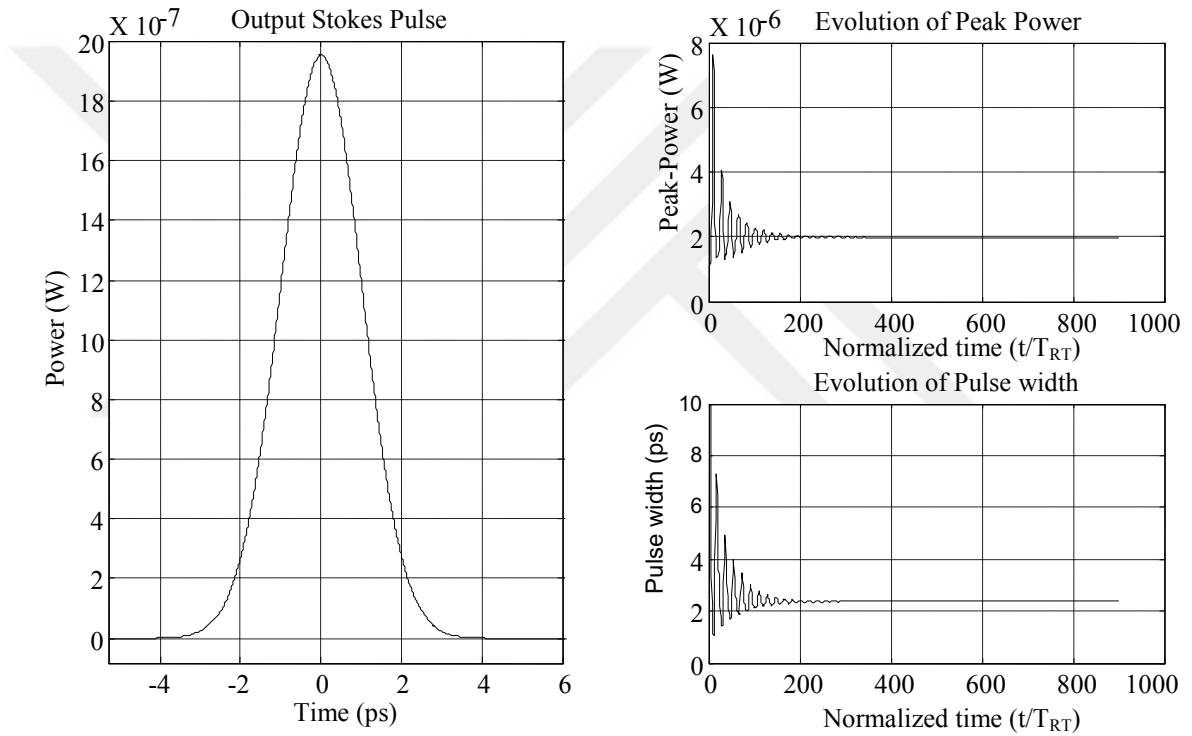 X 10-7
Output Stokes Pulse
20
18
16
14
12
10
8
6
4
2
0
Power (W)
-4 -2 0 2 4 6
Time (ps)
X 10-6
Evolution of Peak Power
8
6
4
2
0
Peak-Power (W)
0 200 400 600 800 1000
Normalized time (t/TRT)
Evolution of Pulse width
10
8
6
4
2
0
Pulse width (ps)
0 200 400 600 800 1000
Normalized time (t/TRT)